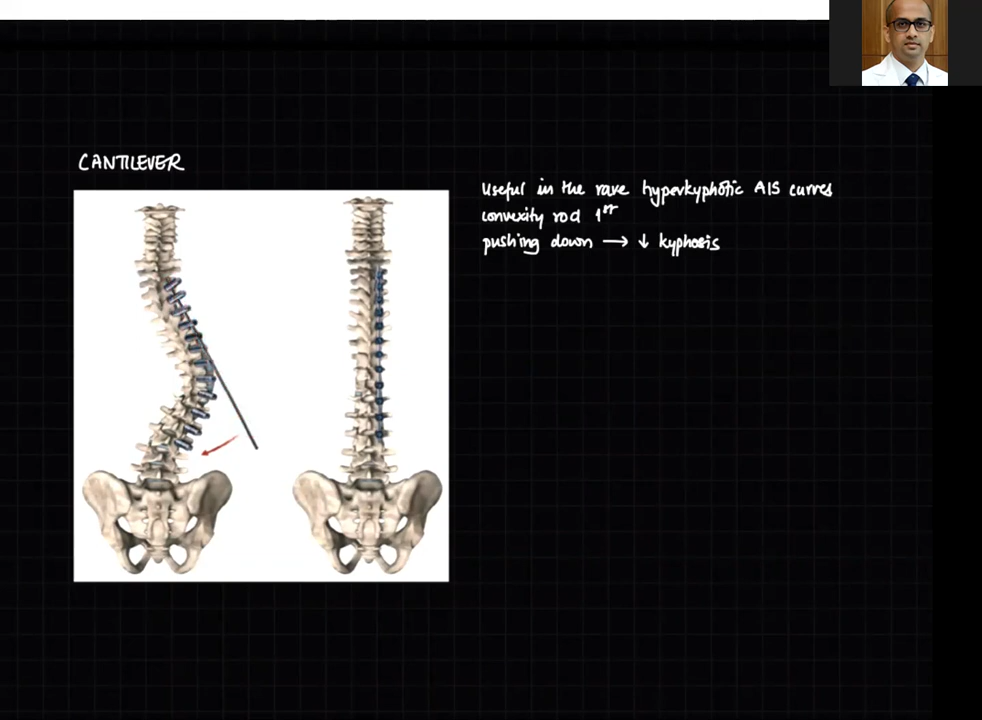 CANTILEVER
Useful in the rare hyperkyphotic AIS curves
convexity rod 1st
pushing down → ↓ kyphosis